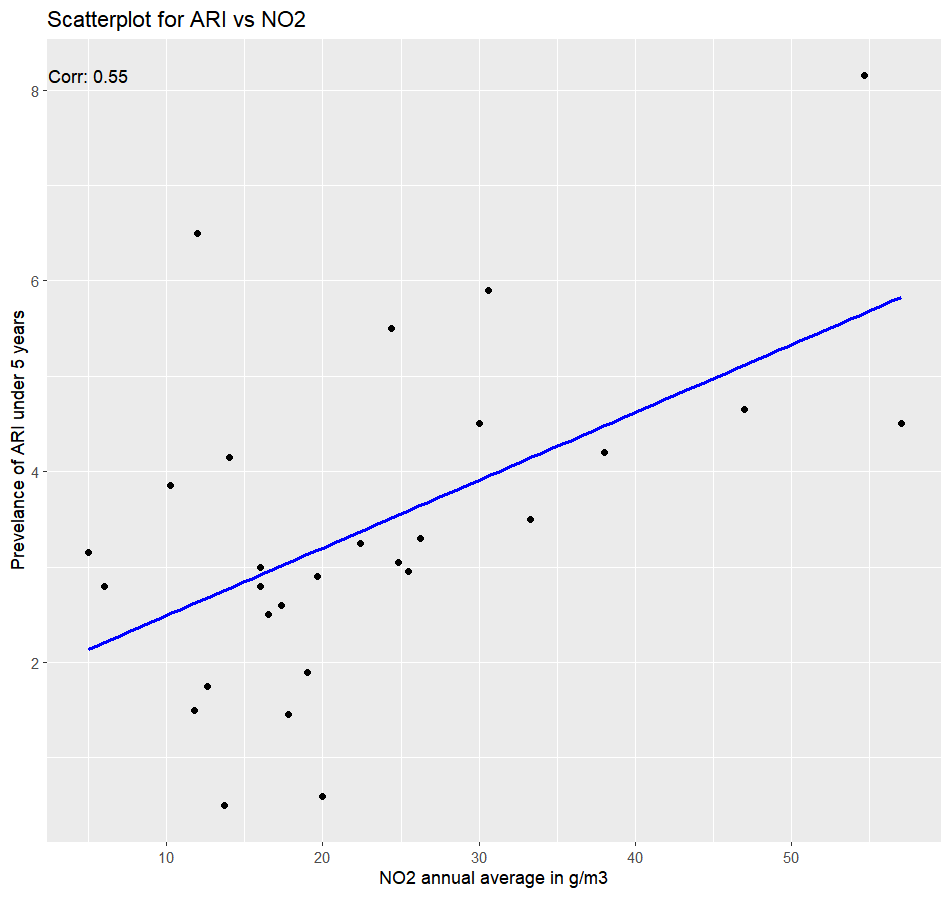 Scatterplot for ARI vs NO2
Corr: 0.55
8
6
4
2
Prevelance of ARI under 5 years
10 20 30 40 50
NO2 annual average in g/m3